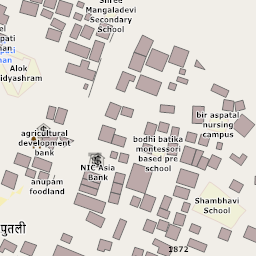 Shree
Mangaladevi
Secondary
School
Alok
idyashram
bir aspatal
nursing
campus
agricultural
development
bank
bodhi batika
montessori
based pre
school
NIC Asia
Bank
anupam
foodland
Shambhavi
School
पुतली
1872